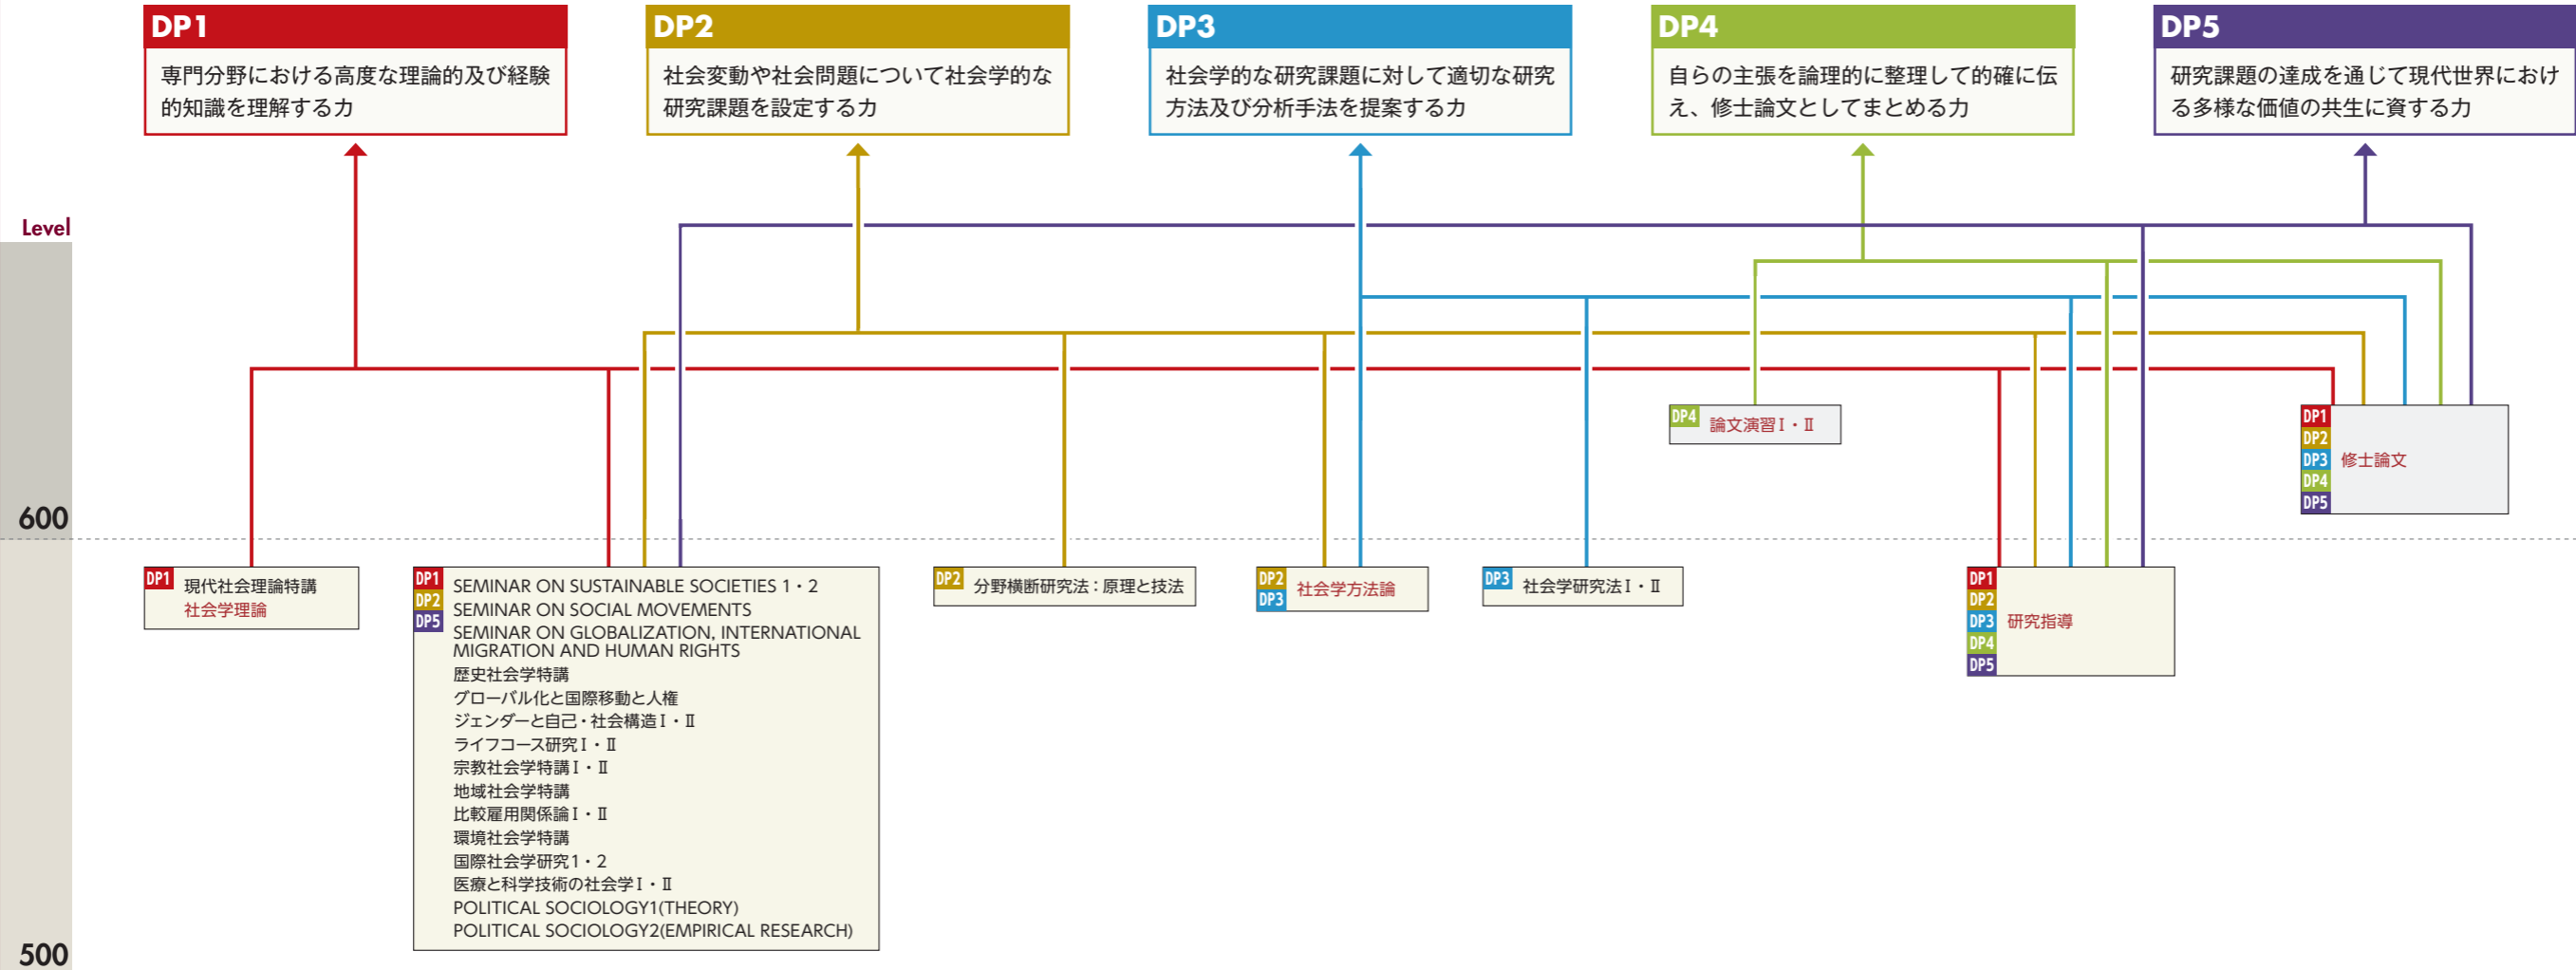 DP1
専門分野における高度な理論的及び経験
的知識を理解する力
DP2
社会変動や社会問題について社会学的な
研究課題を設定する力
DP3
社会学的な研究課題に対して適切な研究
方法及び分析手法を提案する力
DP4
自らの主張を論理的に整理して的確に伝
え、修士論文としてまとめる力
DP5
研究課題の達成を通じて現代世界におけ
る多様な価値の共生に資する力
Level
600
DP4
論文演習Ⅰ・Ⅱ
DP1
DP2
DP3
DP4
DP5
修士論文
DP1
現代社会理論特講
社会学理論
DP1
DP2
DP5
SEMINAR ON SUSTAINABLE SOCIETIES 1・2
SEMINAR ON SOCIAL MOVEMENTS
SEMINAR ON GLOBALIZATION, INTERNATIONAL
MIGRATION AND HUMAN RIGHTS
歴史社会学特講
グローバル化と国際移動と人権
ジェンダーと自己・社会構造Ⅰ・Ⅱ
ライフコース研究Ⅰ・Ⅱ
宗教社会学特講Ⅰ・Ⅱ
地域社会学特講
比較雇用関係論Ⅰ・Ⅱ
環境社会学特講
国際社会学研究1・2
医療と科学技術の社会学Ⅰ・Ⅱ
POLITICAL SOCIOLOGY1(THEORY)
POLITICAL SOCIOLOGY2(EMPIRICAL RESEARCH)
DP2
分野横断研究法：原理と技法
DP2
DP3
社会学方法論
DP3
社会学研究法Ⅰ・Ⅱ
DP1
DP2
DP3
DP4
DP5
研究指導
500